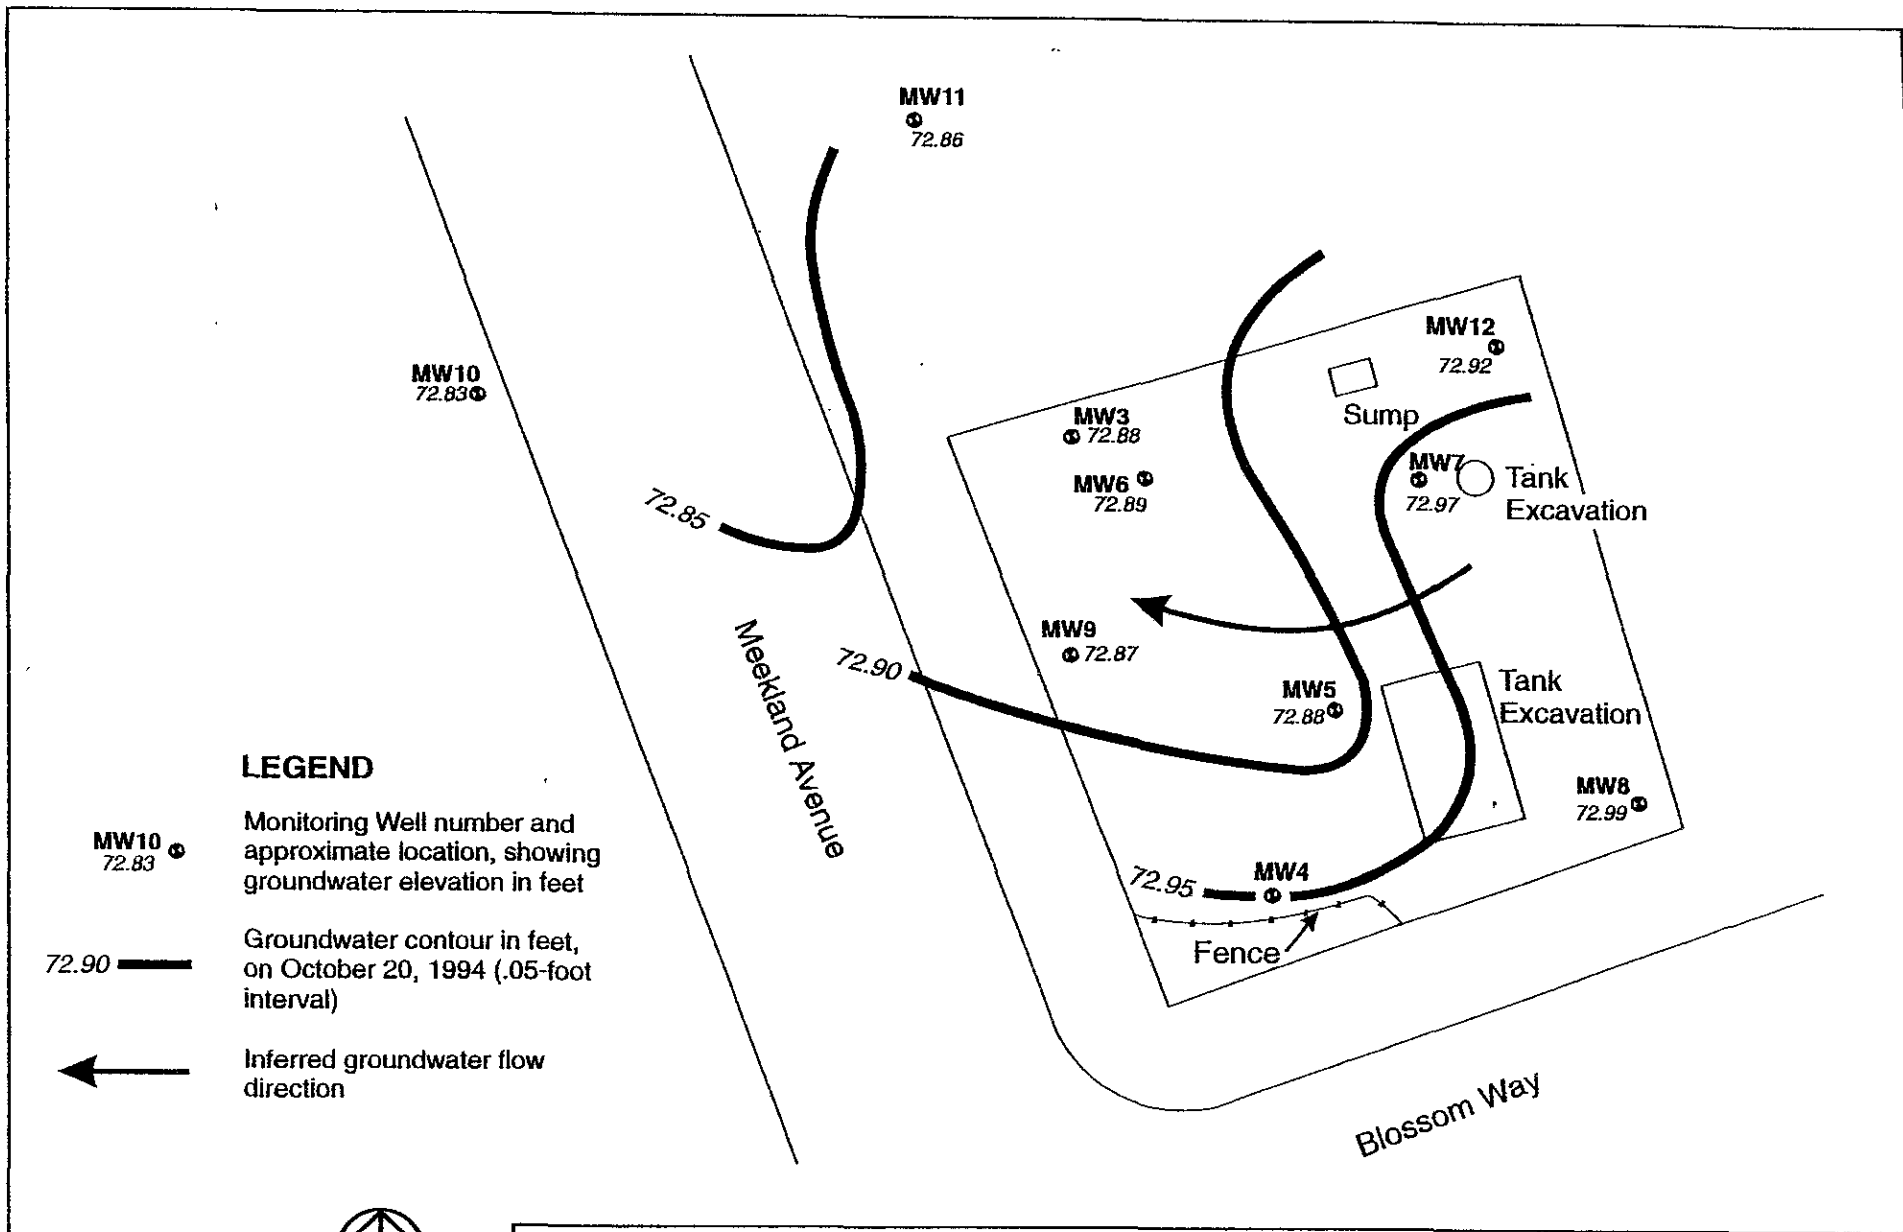 MW11
72.86
MW10
72.83
MW12
72.92
Sump
MW3
72.88
MW6
72.89
MW7
72.97
Tank
Excavation
72.85
72.90
MW9
72.87
Meekland Avenue
MW5
72.88
Tank
Excavation
MW8
72.99
72.95
MW4
Fence
Blossom Way
LEGEND
MW10
72.83
Monitoring Well number and
approximate location, showing
groundwater elevation in feet
72.90
Groundwater contour in feet,
on October 20, 1994 (.05-foot
interval)
Inferred groundwater flow
direction